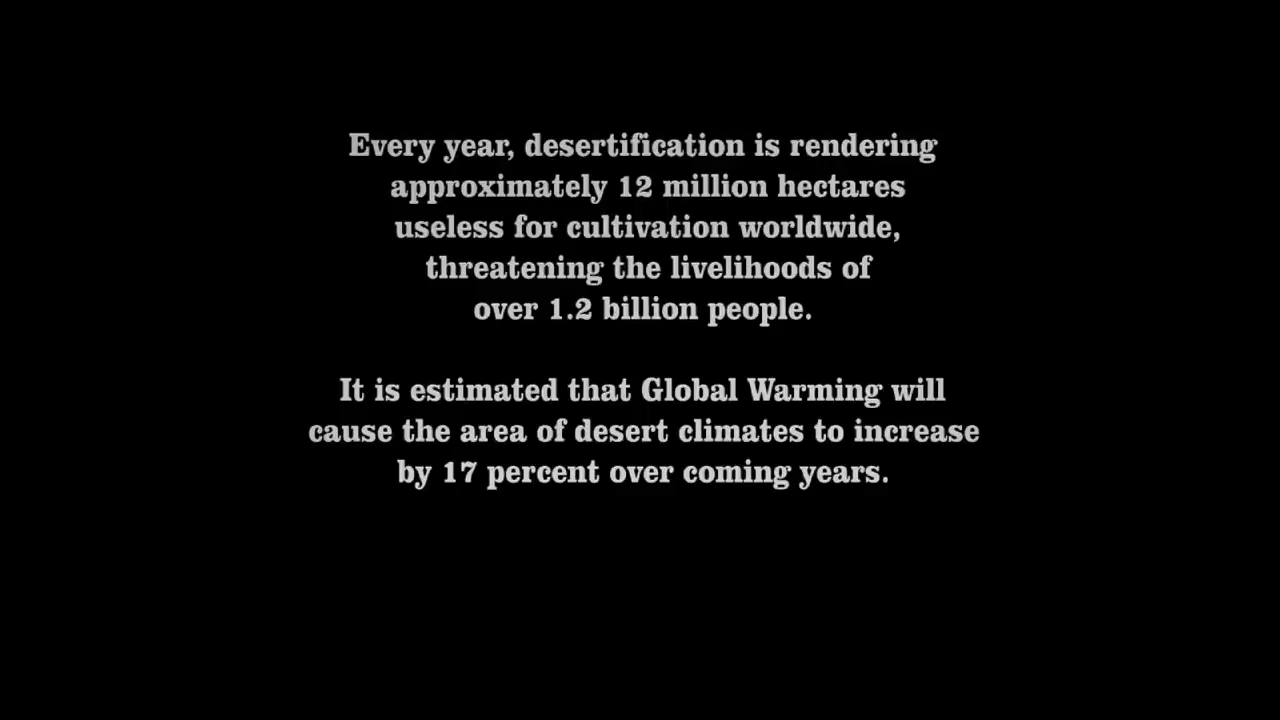 Every year, desertification is rendering
approximately 12 million hectares
useless for cultivation worldwide,
threatening the livelihoods of
over 1.2 billion people.
It is estimated that Global Warming will
cause the area of desert climates to increase
by 17 percent over coming years.